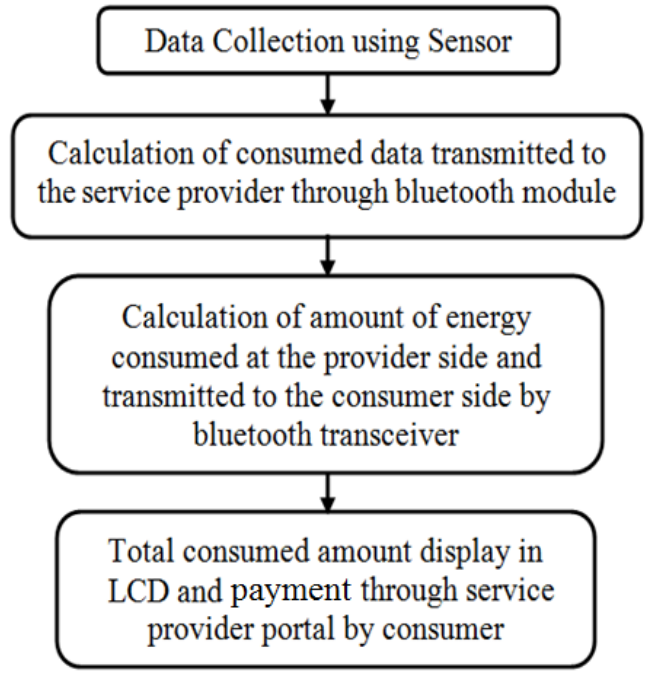 Data Collection using Sensor
Calculation of consumed data transmitted to
the service provider through bluetooth module
Calculation of amount of energy
consumed at the provider side and
transmitted to the consumer side by
bluetooth transceiver
Total consumed amount display in
LCD and payment through service
provider portal by consumer